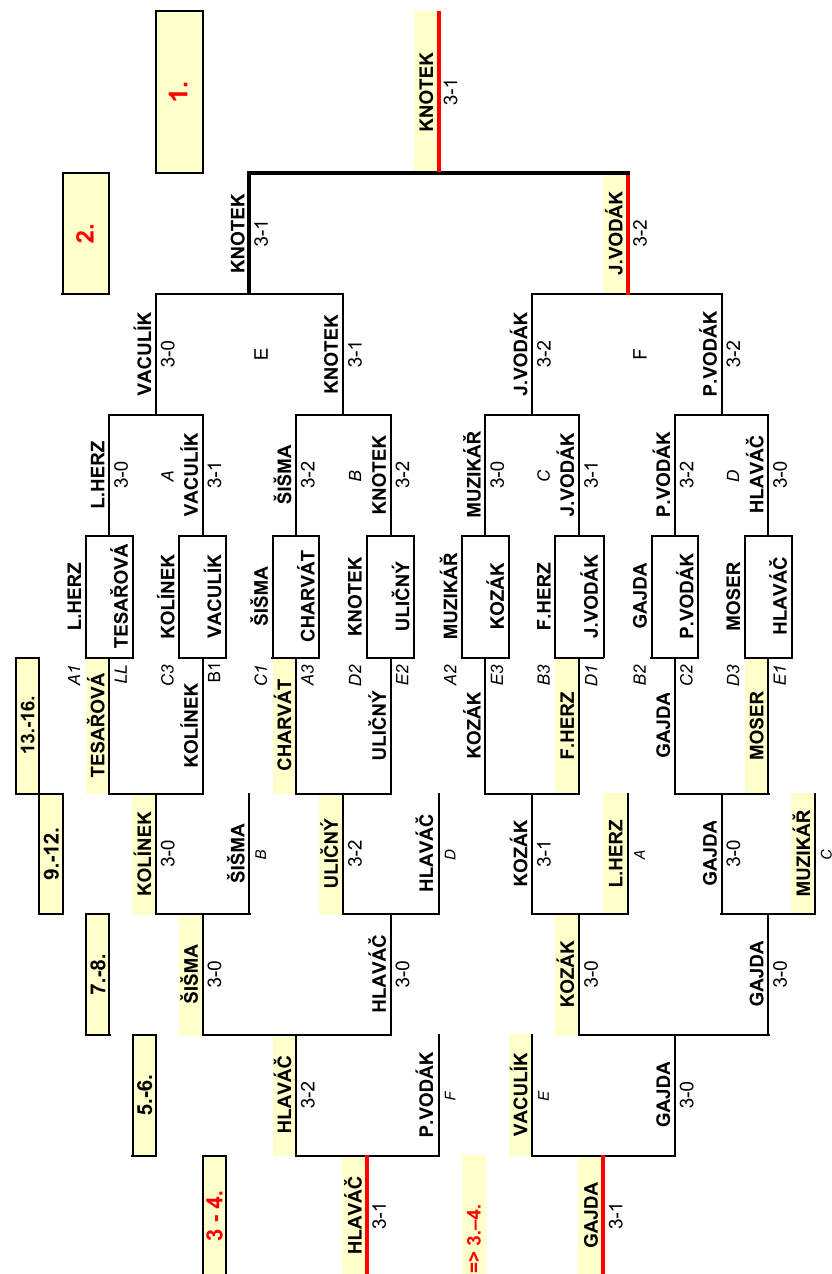 13.-16.
9.-12.
7.-8.
5.-6.
3 - 4.
2.
1.
A1
L.HERZ
TESAŘOVÁ
LL
TESAŘOVÁ
C3
KOLÍNEK
VACULÍK
B1
KOLÍNEK
C1
ŠIŠMA
CHARVÁT
A3
CHARVÁT
D2
KNOTEK
ULIČNÝ
E2
ULIČNÝ
A2
MUZIKÁŘ
KOZÁK
E3
KOZÁK
B3
F.HERZ
J.VODÁK
D1
F.HERZ
B2
GAJDA
P.VODÁK
C2
GAJDA
D3
MOSER
HLAVÁČ
E1
MOSER
L.HERZ
3-0
A
VACULÍK
3-1
ŠIŠMA
3-2
B
KNOTEK
3-2
MUZIKÁŘ
3-0
C
J.VODÁK
3-1
P.VODÁK
3-2
D
HLAVÁČ
3-0
VACULÍK
3-0
E
KNOTEK
3-1
J.VODÁK
3-2
F
P.VODÁK
3-2
KNOTEK
3-1
J.VODÁK
3-2
KNOTEK
3-1
KOLÍNEK
3-0
ŠIŠMA
B
ULIČNÝ
3-2
HLAVÁČ
D
KOZÁK
3-1
L.HERZ
A
GAJDA
3-0
MUZIKÁŘ
C
ŠIŠMA
3-0
HLAVÁČ
3-0
KOZÁK
3-0
GAJDA
3-0
HLAVÁČ
3-2
P.VODÁK
F
VACULÍK
E
GAJDA
3-0
HLAVÁČ
3-1
=> 3.–4.
GAJDA
3-1